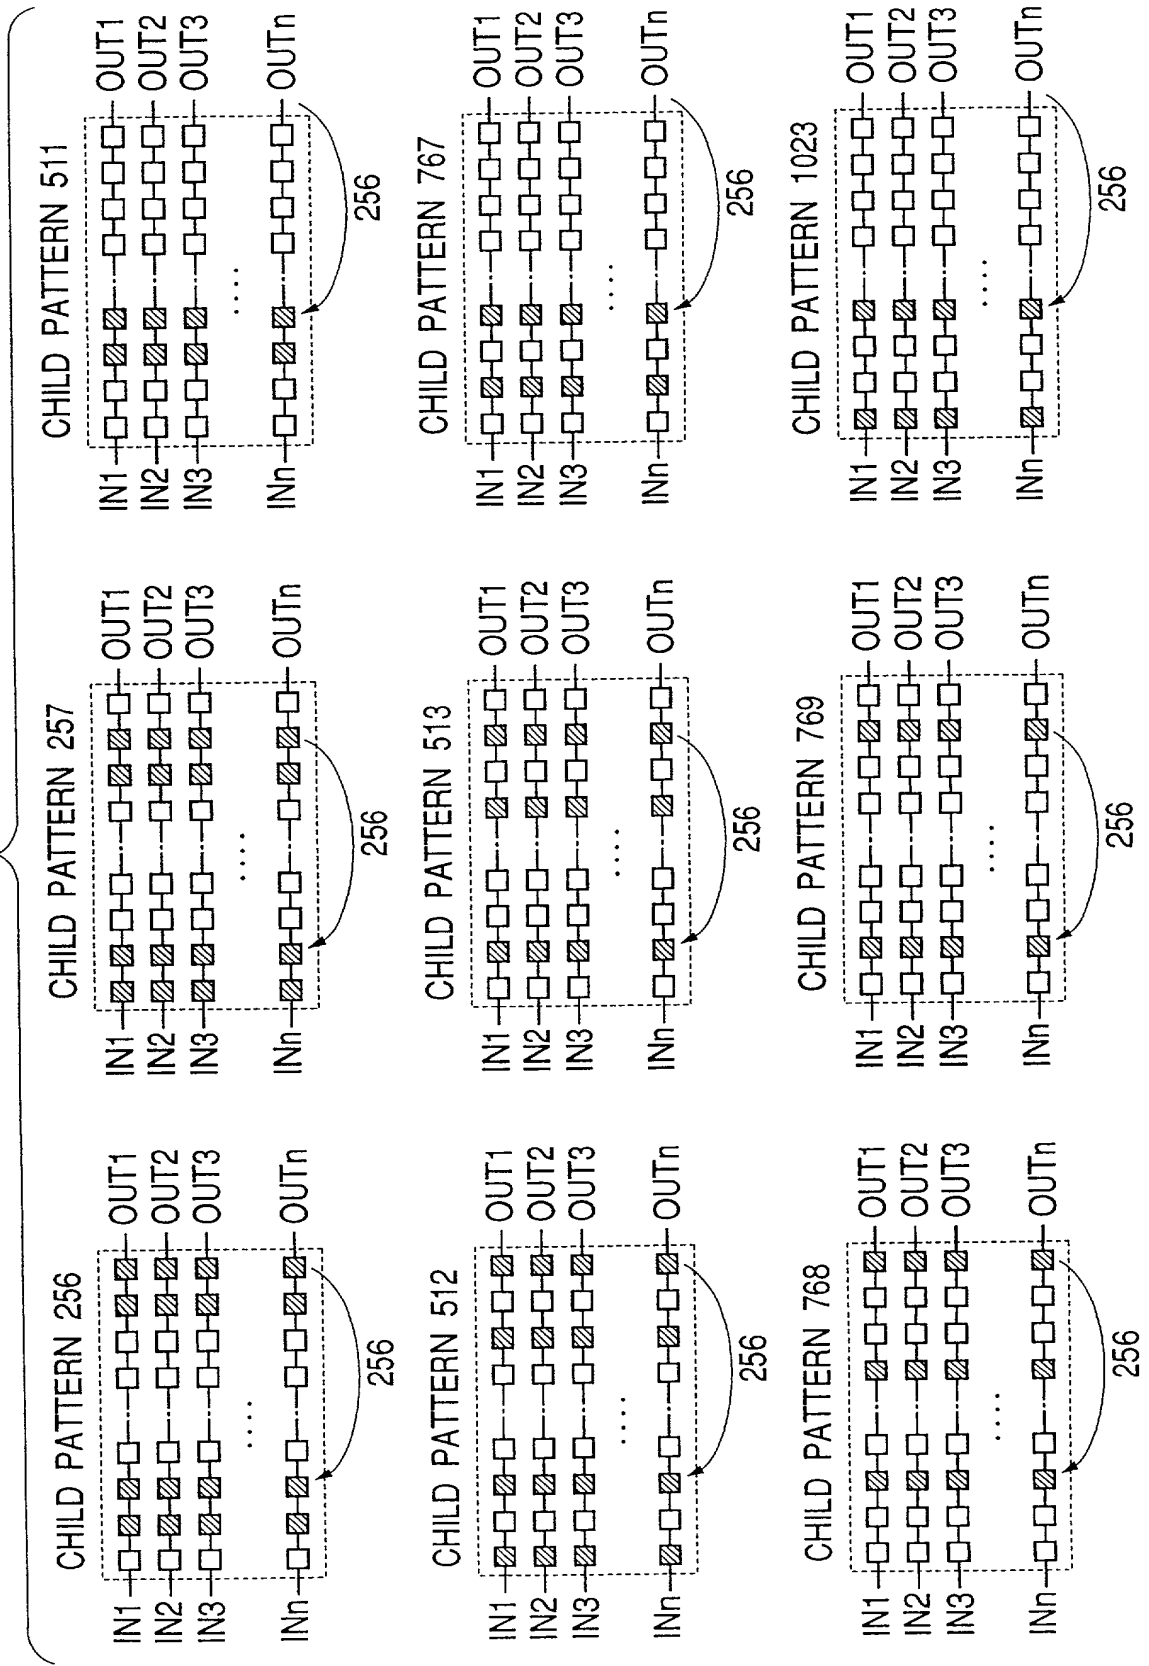 CHILD PATTERN 256
IN1 OUT1
IN2 OUT2
IN3 OUT3
....
INn OUTn
256
CHILD PATTERN 257
IN1 OUT1
IN2 OUT2
IN3 OUT3
....
INn OUTn
256
CHILD PATTERN 511
IN1 OUT1
IN2 OUT2
IN3 OUT3
....
INn OUTn
256
CHILD PATTERN 512
IN1 OUT1
IN2 OUT2
IN3 OUT3
....
INn OUTn
256
CHILD PATTERN 513
IN1 OUT1
IN2 OUT2
IN3 OUT3
....
INn OUTn
256
CHILD PATTERN 767
IN1 OUT1
IN2 OUT2
IN3 OUT3
....
INn OUTn
256
CHILD PATTERN 768
IN1 OUT1
IN2 OUT2
IN3 OUT3
....
INn OUTn
256
CHILD PATTERN 769
IN1 OUT1
IN2 OUT2
IN3 OUT3
....
INn OUTn
256
CHILD PATTERN 1023
IN1 OUT1
IN2 OUT2
IN3 OUT3
....
INn OUTn
256